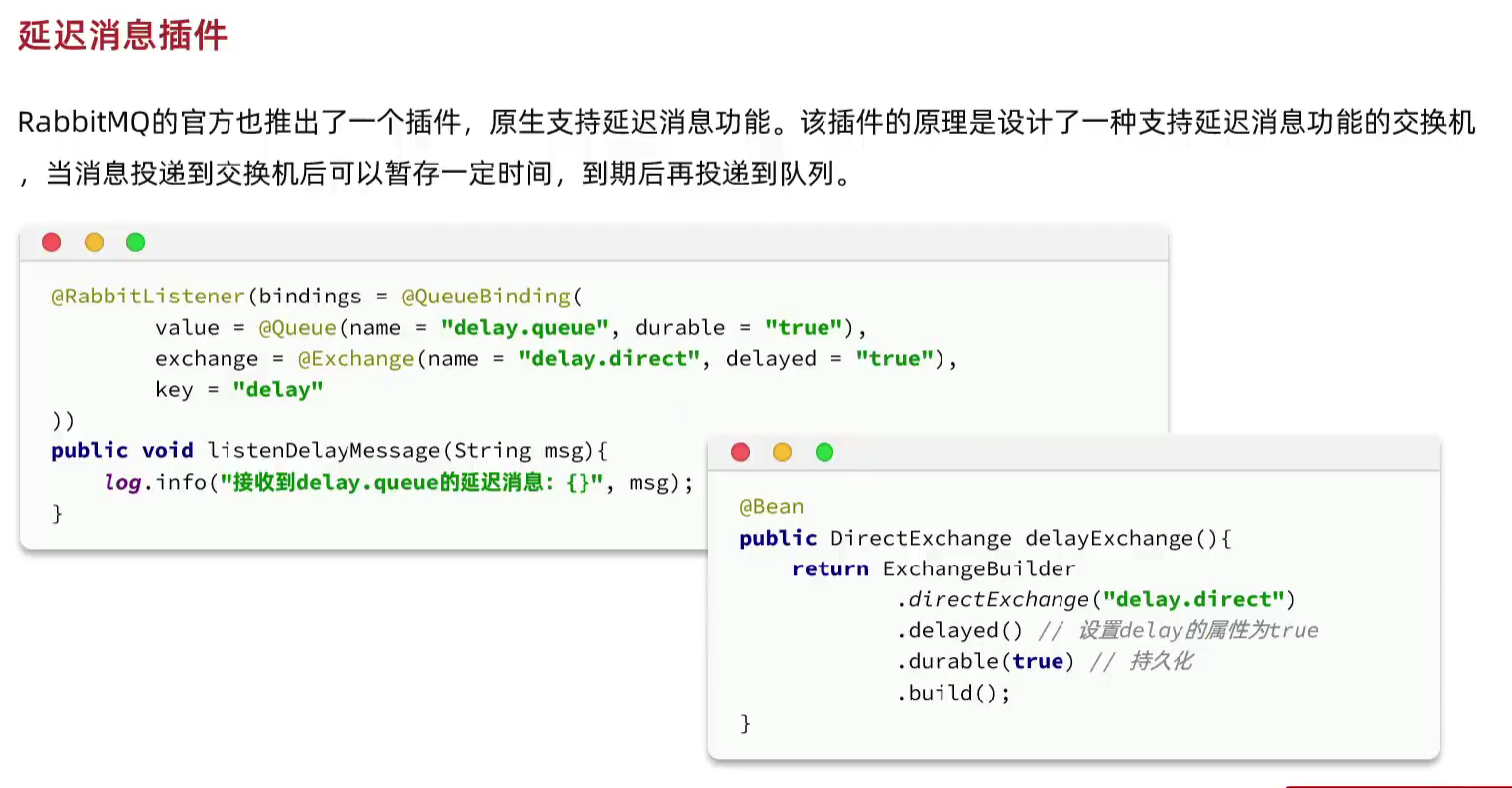 延迟消息插件
RabbitMQ的官方也推出了一个插件，原生支持延迟消息功能。该插件的原理是设计了一种支持延迟消息功能的交换机
，当消息投递到交换机后可以暂存一定时间，到期后再投递到队列。
@RabbitListener(bindings = @QueueBinding(
        value = @Queue(name = "delay.queue", durable = "true"),
        exchange = @Exchange(name = "delay.direct", delayed = "true"),
        key = "delay"
))
public void listenDelayMessage(String msg){
    log.info("接收到delay.queue的延迟消息：{}", msg);
}
@Bean
public DirectExchange delayExchange(){
    return ExchangeBuilder
            .directExchange("delay.direct")
            .delayed() // 设置delay的属性为true
            .durable(true) // 持久化
            .build();
}